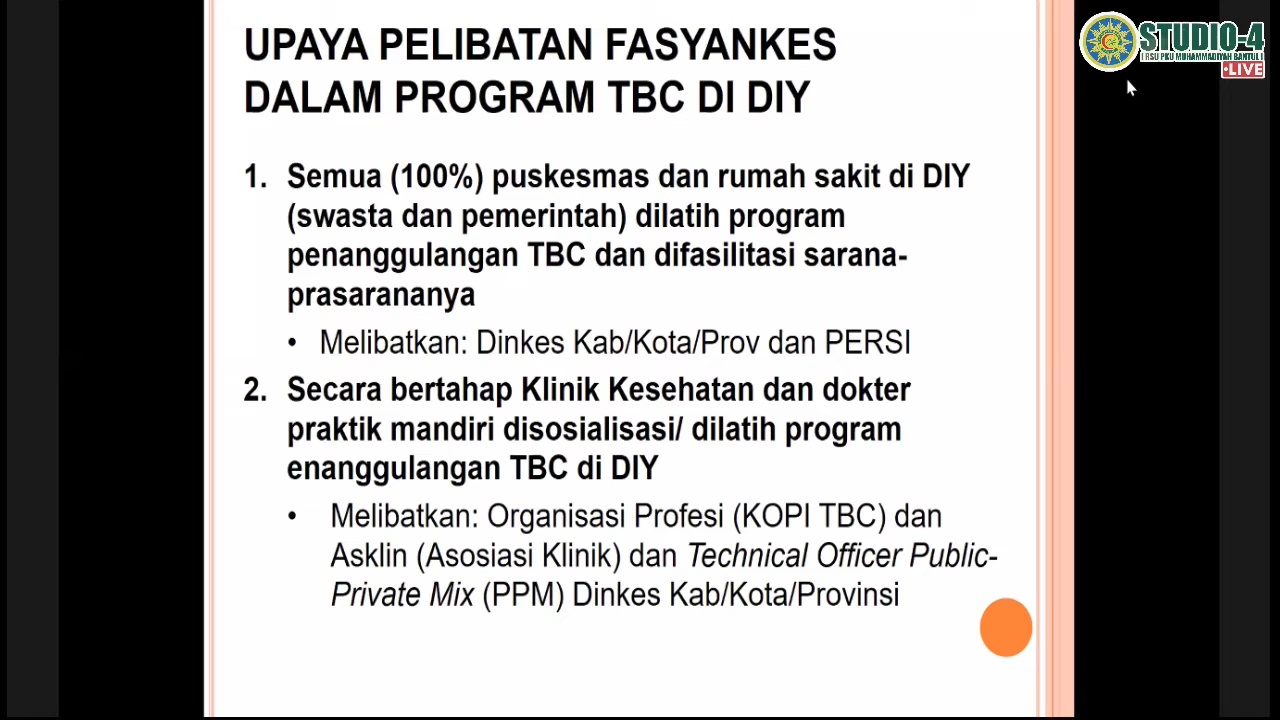 UPAYA PELIBATAN FASYANKES
DALAM PROGRAM TBC DI DIY
1. Semua (100%) puskesmas dan rumah sakit di DIY
(swasta dan pemerintah) dilatih program
penanggulangan TBC dan difasilitasi sarana-
prasarananya
• Melibatkan: Dinkes Kab/Kota/Prov dan PERSI
2. Secara bertahap Klinik Kesehatan dan dokter
praktik mandiri disosialisasi/ dilatih program
enanggulangan TBC di DIY
• Melibatkan: Organisasi Profesi (KOPI TBC) dan
Asklin (Asosiasi Klinik) dan Technical Officer Public-
Private Mix (PPM) Dinkes Kab/Kota/Provinsi
STUDIO-4
RSU PKU MUHAMMADIYAH BANTUL
•LIVE